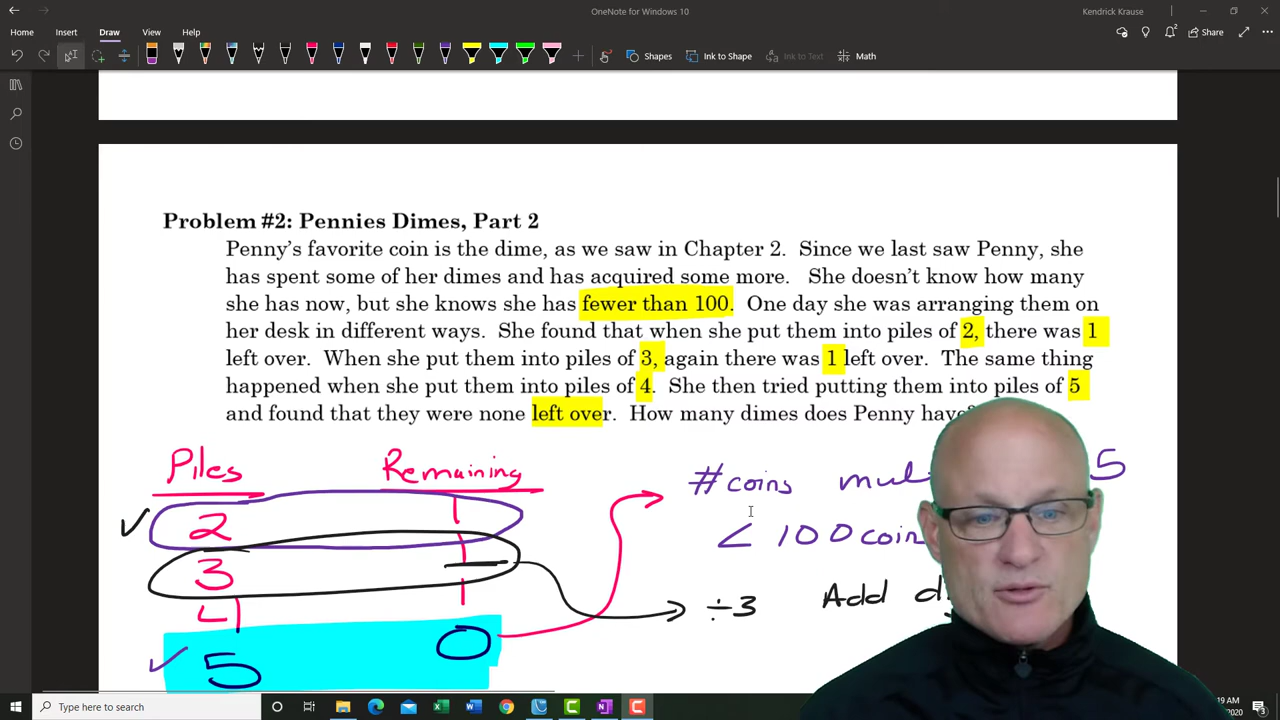 OneNote for Windows 10
Kendrick Krause
Home Insert Draw View Help Share
Shapes Ink to Shape Ink to Text Math
Problem #2: Pennies Dimes, Part 2
Penny's favorite coin is the dime, as we saw in Chapter 2. Since we last saw Penny, she
has spent some of her dimes and has acquired some more. She doesn't know how many
she has now, but she knows she has fewer than 100. One day she was arranging them on
her desk in different ways. She found that when she put them into piles of 2, there was 1
left over. When she put them into piles of 3, again there was 1 left over. The same thing
happened when she put them into piles of 4. She then tried putting them into piles of 5
and found that they were none left over. How many dimes does Penny have
Piles Remaining
#coins mul 5
2 1
< 100 coin
3 1
÷3 Add d
4 1
5 0
Type here to search
19 AM
2020